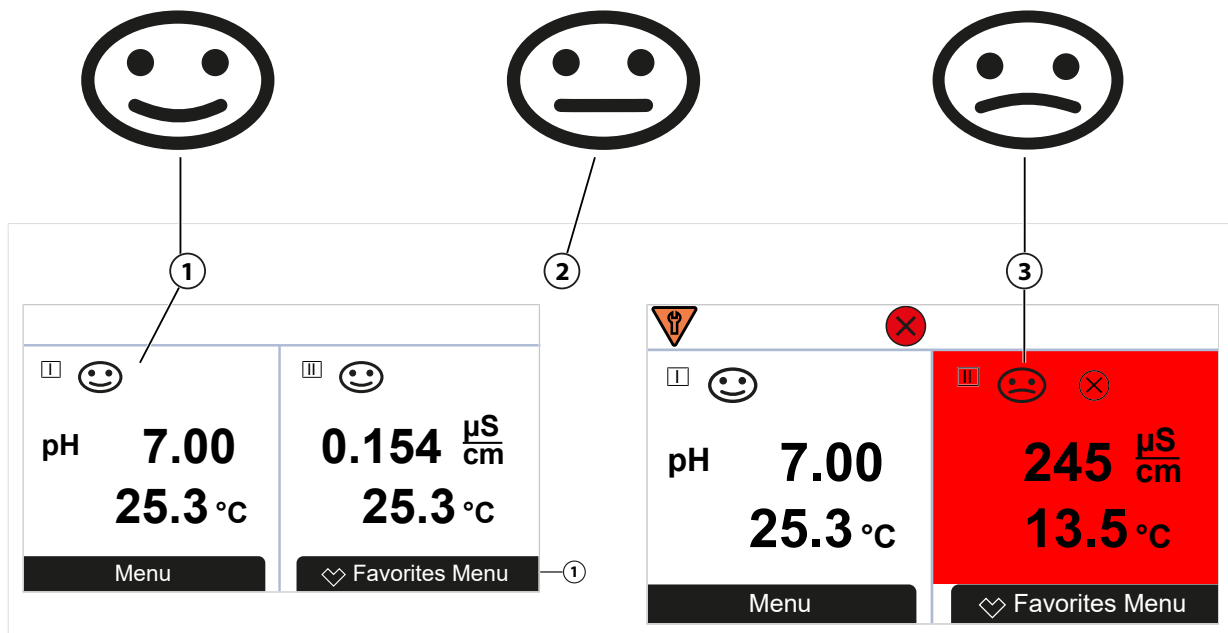 1
2
3
I
II
pH 7.00
0.154 µS/cm
25.3 °C
25.3 °C
Menu
Favorites Menu
1
I
II
pH 7.00
245 µS/cm
25.3 °C
13.5 °C
Menu
Favorites Menu